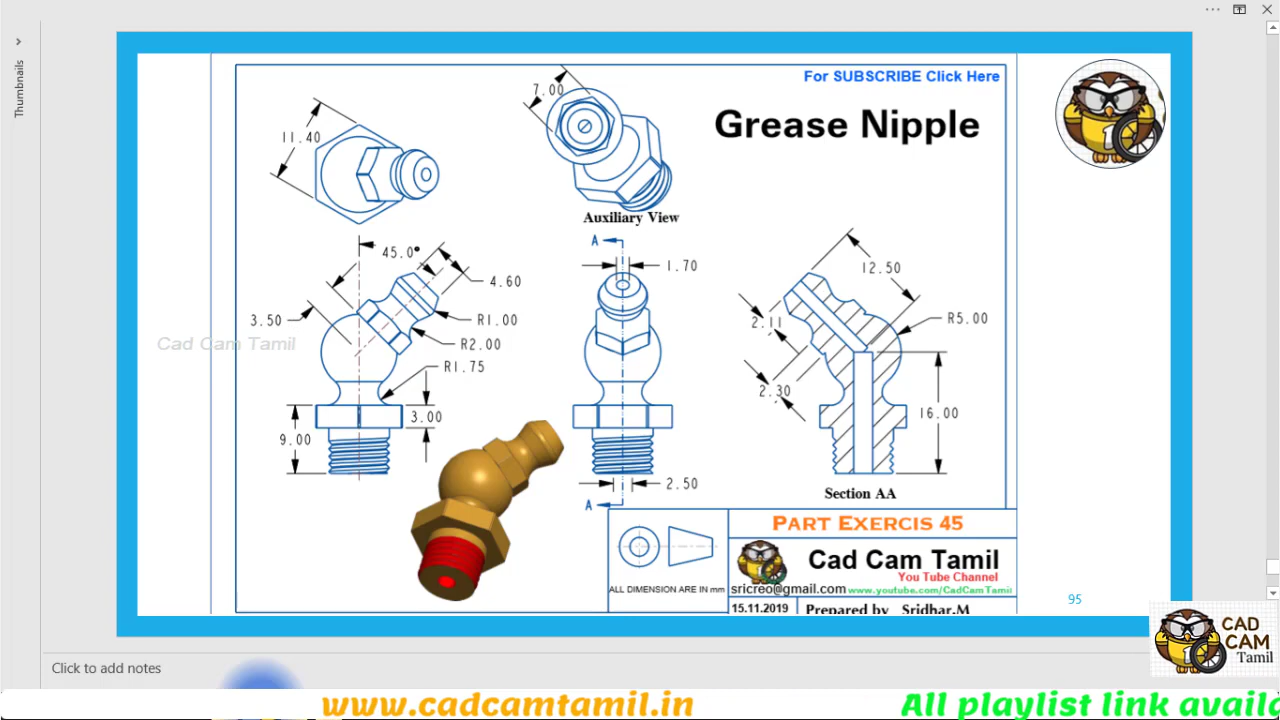 Thumbnails
For SUBSCRIBE Click Here
Grease Nipple
7.00
11.40
Auxiliary View
A
45.0°
4.60
3.50
R1.00
R2.00
R1.75
3.00
9.00
1.70
2.50
A
12.50
R5.00
2.11
2.30
16.00
Section AA
Cad Cam Tamil
PART EXERCIS 45
Cad Cam Tamil
You Tube Channel
sricreo@gmail.com www.youtube.com/CadCamTamil
ALL DIMENSION ARE IN mm
15.11.2019 Prepared by Sridhar.M
95
CAD
CAM
Tamil
Click to add notes
www.cadcamtamil.in
All playlist link availa